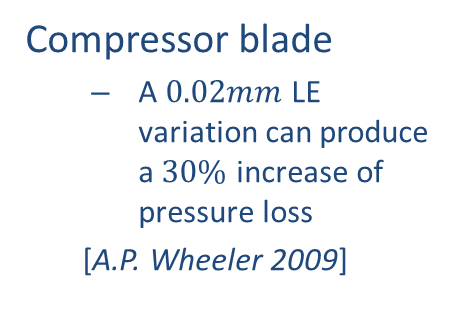 Compressor blade
– A 0.02mm LE
variation can produce
a 30% increase of
pressure loss
[A.P. Wheeler 2009]